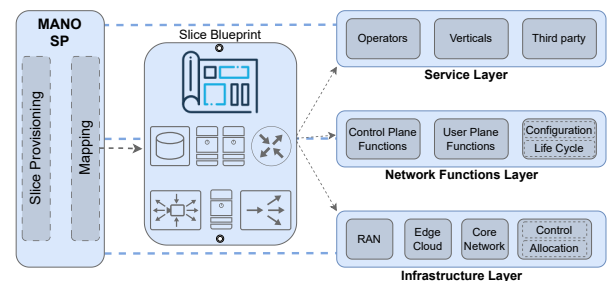 MANO
SP
Slice Provisioning
Mapping
Slice Blueprint
Operators
Verticals
Third party
Service Layer
Control Plane
Functions
User Plane
Functions
Configuration
Life Cycle
Network Functions Layer
RAN
Edge
Cloud
Core
Network
Control
Allocation
Infrastructure Layer